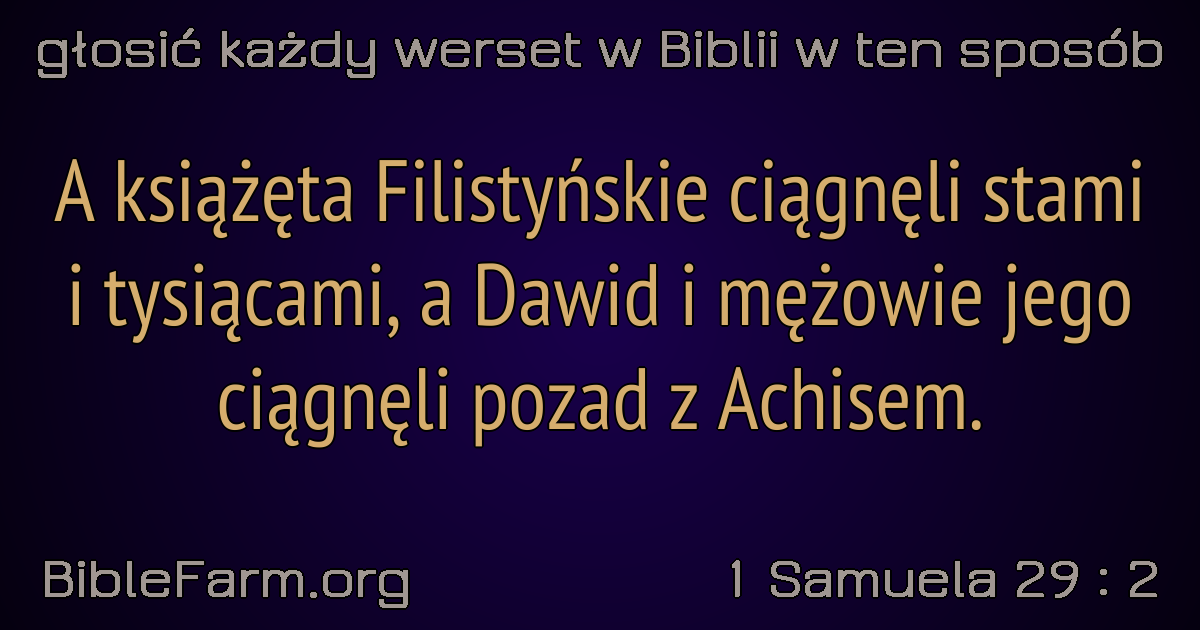 głosić każdy werset w Biblii w ten sposób
A książęta Filistyńskie ciągnęli stami
i tysiącami, a Dawid i mężowie jego
ciągnęli pozad z Achisem.
BibleFarm.org
1 Samuela 29 : 2